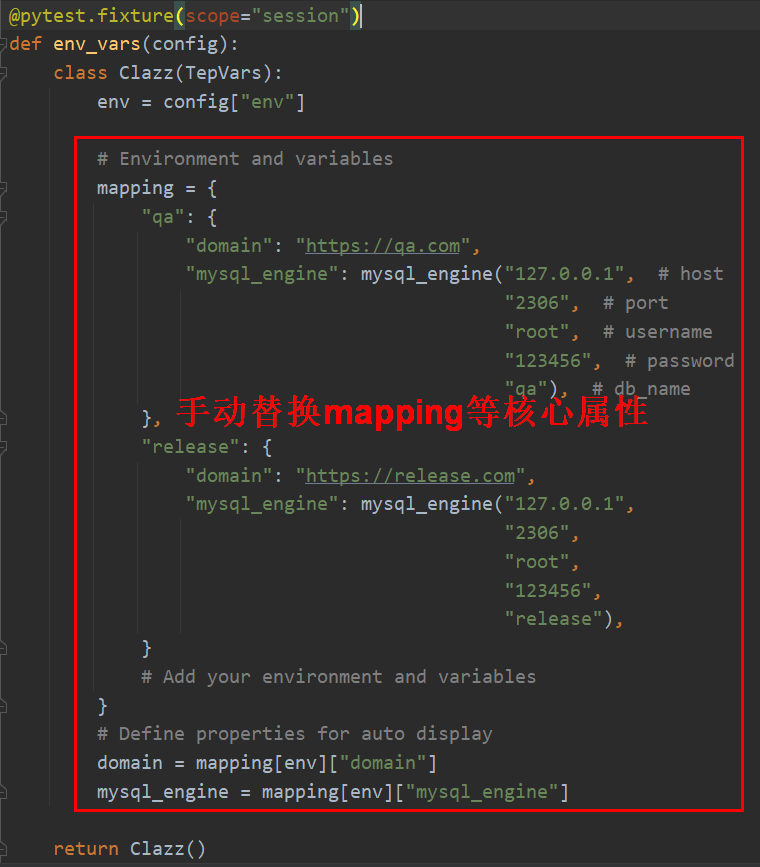 @pytest.fixture(scope="session")
def env_vars(config):
    class Clazz(TepVars):
        env = config["env"]
        # Environment and variables
        mapping = {
            "qa": {
                "domain": "https://qa.com",
                "mysql_engine": mysql_engine("127.0.0.1",  # host
                                             "2306",  # port
                                             "root",  # username
                                             "123456",  # password
                                             "qa"),  # db_name
            },
手动替换mapping等核心属性
            "release": {
                "domain": "https://release.com",
                "mysql_engine": mysql_engine("127.0.0.1",
                                             "2306",
                                             "root",
                                             "123456",
                                             "release"),
            }
            # Add your environment and variables
        }
        # Define properties for auto display
        domain = mapping[env]["domain"]
        mysql_engine = mapping[env]["mysql_engine"]
    return Clazz()